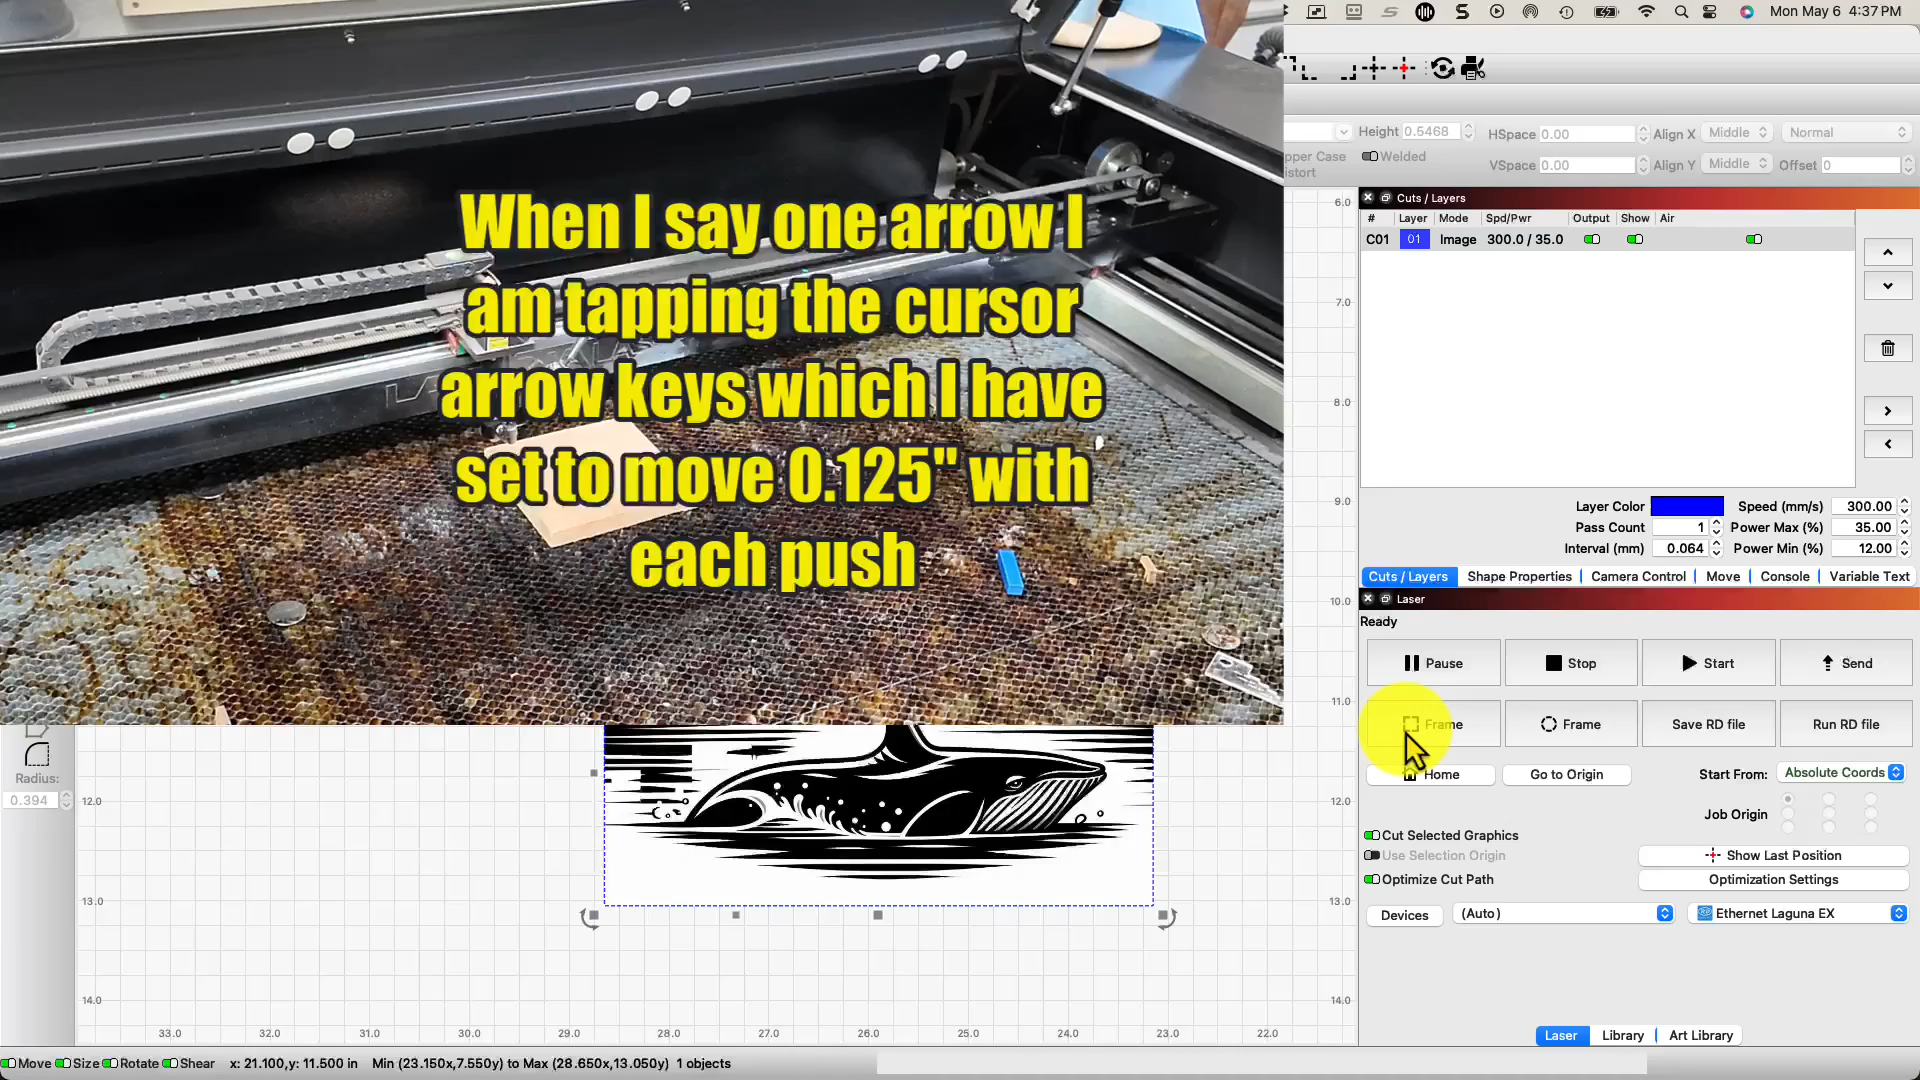 Mon May 6 4:37 PM
Height 0.5468 HSpace 0.00 Align X Middle Normal
pper Case Welded
istort VSpace 0.00 Align Y Middle Offset 0
When I say one arrow I
am tapping the cursor
arrow keys which I have
set to move 0.125" with
each push
6.0
7.0
8.0
9.0
10.0
11.0
12.0
13.0
14.0
Cuts / Layers
# Layer Mode Spd/Pwr Output Show Air
C01 01 Image 300.0 / 35.0
Layer Color Speed (mm/s) 300.00
Pass Count 1 Power Max (%) 35.00
Interval (mm) 0.064 Power Min (%) 12.00
Cuts / Layers Shape Properties Camera Control Move Console Variable Text
Laser
Ready
Pause Stop Start Send
Frame Frame Save RD file Run RD file
Home Go to Origin Start From: Absolute Coords
Job Origin
Cut Selected Graphics
Use Selection Origin Show Last Position
Optimize Cut Path Optimization Settings
Devices (Auto) Ethernet Laguna EX
Laser Library Art Library
Radius:
0.394
12.0
13.0
14.0
33.0 32.0 31.0 30.0 29.0 28.0 27.0 26.0 25.0 24.0 23.0 22.0
Move Size Rotate Shear x: 21.100,y: 11.500 in Min (23.150x,7.550y) to Max (28.650x,13.050y) 1 objects